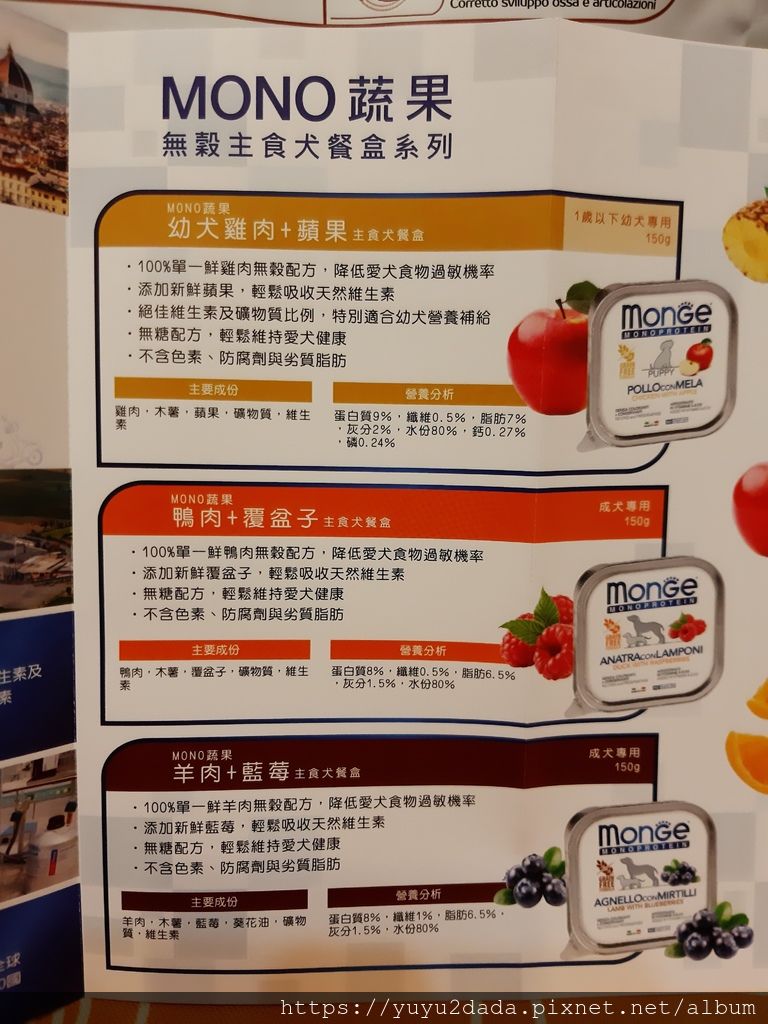 Corretto sviluppo ossa e articolazioni
MONO蔬果
無穀主食犬餐盒系列
MONO蔬果
幼犬雞肉+蘋果主食犬餐盒
1歲以下幼犬專用
150g
·100%單一鮮雞肉無穀配方，降低愛犬食物過敏機率
·添加新鮮蘋果，輕鬆吸收天然維生素
·絕佳維生素及礦物質比例，特別適合幼犬營養補給
·無糖配方，輕鬆維持愛犬健康
·不含色素、防腐劑與劣質脂肪
主要成份
雞肉，木薯，蘋果，礦物質，維生
素
營養分析
蛋白質9%，纖維0.5%，脂肪7%
，灰分2%，水份80%，鈣0.27%
，磷0.24%
MONGE
MONOPROTEIN
GRAIN FREE
PUPPY
POLLOCONMELA
CHICKEN WITH APPLE
MONO蔬果
鴨肉+覆盆子主食犬餐盒
成犬專用
150g
·100%單一鮮鴨肉無穀配方，降低愛犬食物過敏機率
·添加新鮮覆盆子，輕鬆吸收天然維生素
·無糖配方，輕鬆維持愛犬健康
·不含色素、防腐劑與劣質脂肪
主要成份
鴨肉，木薯，覆盆子，礦物質，維生
素
營養分析
蛋白質8%，纖維0.5%，脂肪6.5%
，灰分1.5%，水份80%
MONGE
MONOPROTEIN
GRAIN FREE
ANATRACONLAMPONI
DUCK WITH RASPBERRIES
MONO蔬果
羊肉+藍莓主食犬餐盒
成犬專用
150g
·100%單一鮮羊肉無穀配方，降低愛犬食物過敏機率
·添加新鮮藍莓，輕鬆吸收天然維生素
·無糖配方，輕鬆維持愛犬健康
·不含色素、防腐劑與劣質脂肪
主要成份
羊肉，木薯，藍莓，葵花油，礦物
質，維生素
營養分析
蛋白質8%，纖維1%，脂肪6.5%，
灰分1.5%，水份80%
MONGE
MONOPROTEIN
GRAIN FREE
AGNELLOCONMIRTILLI
LAMB WITH BLUEBERRIES
生素及
素
全球
國
https://yuyu2dada.pixnet.net/album